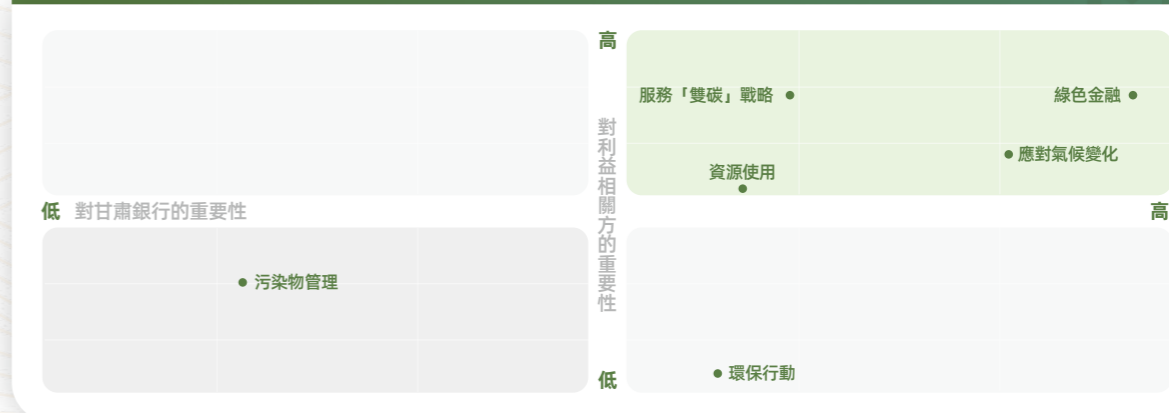 高
服務「雙碳」戰略
綠色金融
應對氣候變化
資源使用
對利益相關方的重要性
低 對甘肅銀行的重要性
高
污染物管理
低
環保行動